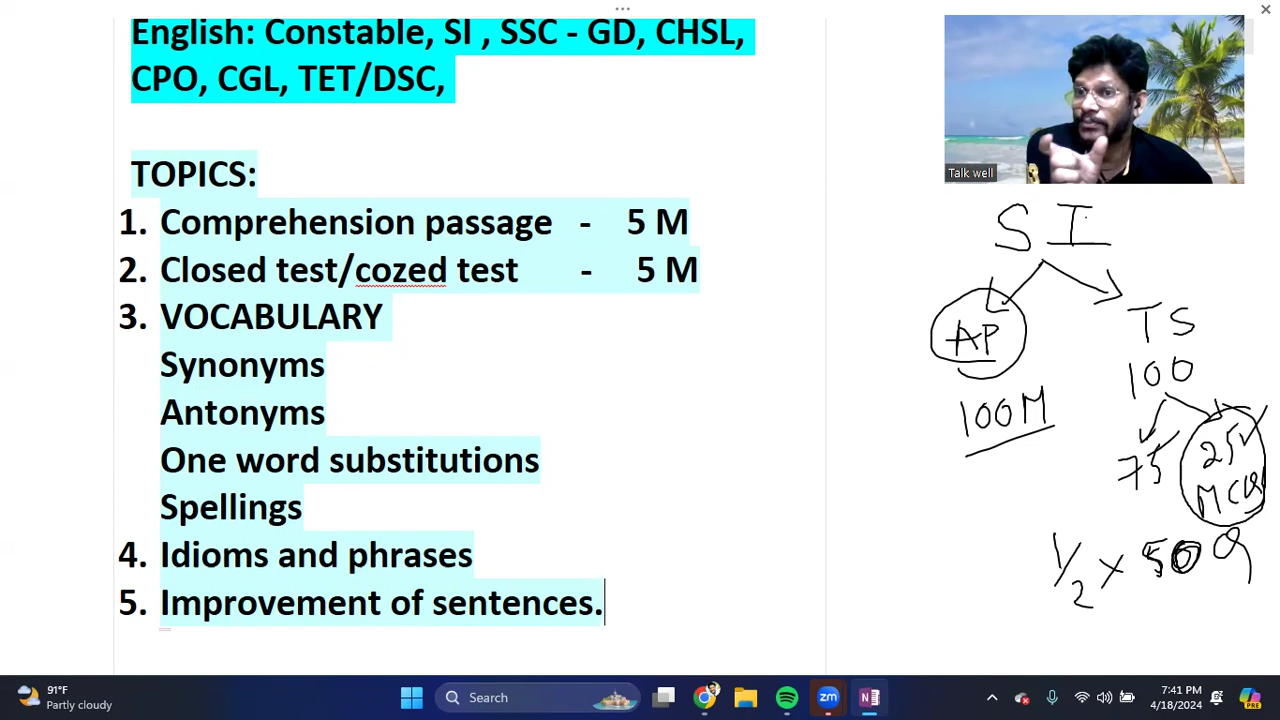 English: Constable, SI , SSC - GD, CHSL,
CPO, CGL, TET/DSC,
TOPICS:
1. Comprehension passage - 5 M
2. Closed test/cozed test - 5 M
3. VOCABULARY
Synonyms
Antonyms
One word substitutions
Spellings
4. Idioms and phrases
5. Improvement of sentences.
Talk well
S I
AP
TS
100
100M
75
25
MCQ
1/2 × 50 Q
91°F
Partly cloudy
Search
zm
N
7:41 PM
4/18/2024
PRE